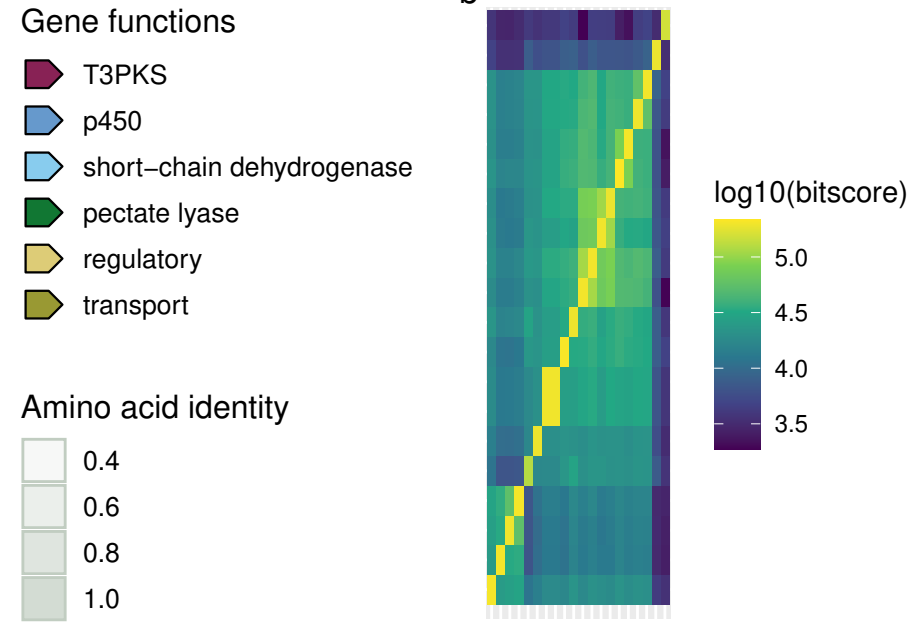 Gene functions
T3PKS
p450
short−chain dehydrogenase
pectate lyase
regulatory
transport
Amino acid identity
0.4
0.6
0.8
1.0
log10(bitscore)
5.0
4.5
4.0
3.5